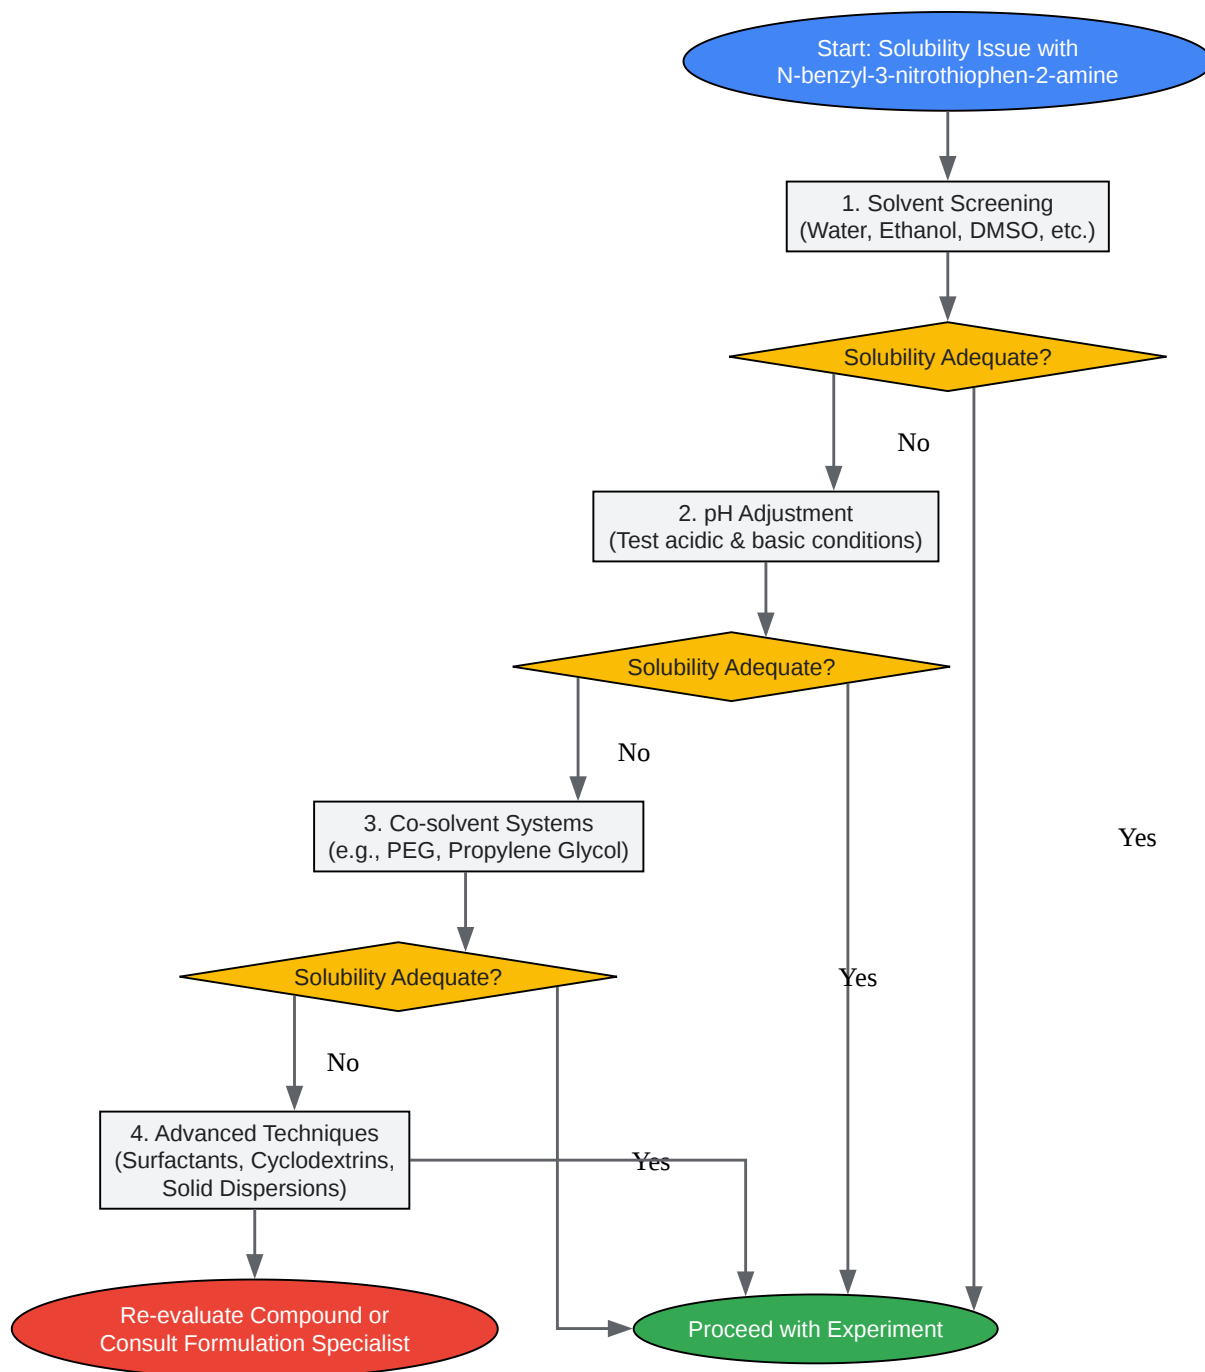 Start: Solubility Issue with
N-benzyl-3-nitrothiophen-2-amine
1. Solvent Screening
(Water, Ethanol, DMSO, etc.)
Solubility Adequate?
No
2. pH Adjustment
(Test acidic & basic conditions)
Solubility Adequate?
No
3. Co-solvent Systems
(e.g., PEG, Propylene Glycol)
Yes
Solubility Adequate?
Yes
No
4. Advanced Techniques
(Surfactants, Cyclodextrins,
Solid Dispersions)
Yes
Re-evaluate Compound or
Consult Formulation Specialist
Proceed with Experiment